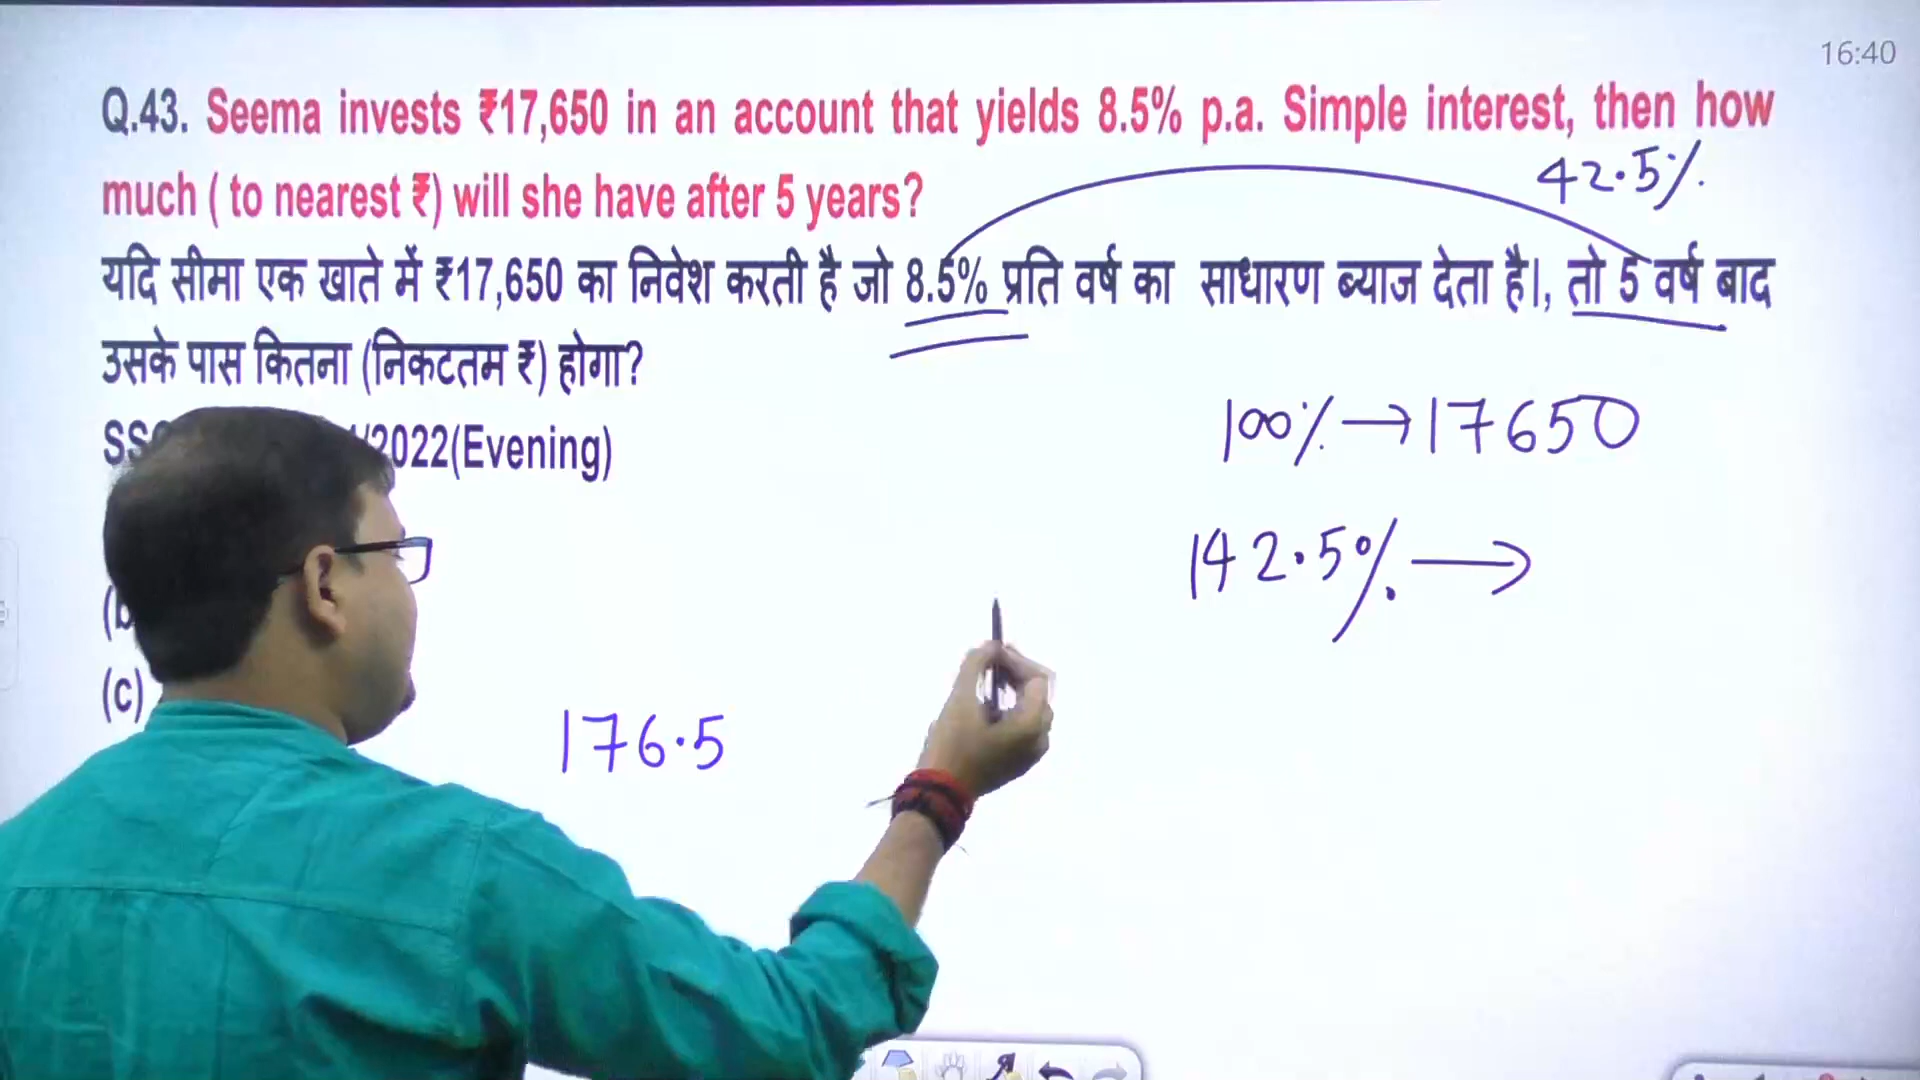 16:40
Q.43. Seema invests ₹17,650 in an account that yields 8.5% p.a. Simple interest, then how
much ( to nearest ₹) will she have after 5 years?
42.5%
यदि सीमा एक खाते में ₹17,650 का निवेश करती है जो 8.5% प्रति वर्ष का साधारण ब्याज देता है।, तो 5 वर्ष बाद
उसके पास कितना (निकटतम ₹) होगा?
100% → 17650
2022(Evening)
142.5% →
(c)
176.5